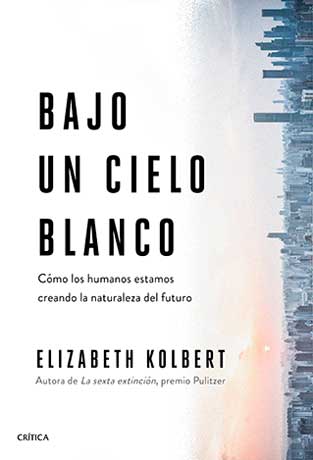 BAJO
UN CIELO
BLANCO
Cómo los humanos estamos
creando la naturaleza del futuro
ELIZABETH KOLBERT
Autora de La sexta extinción, premio Pulitzer
CRÍTICA